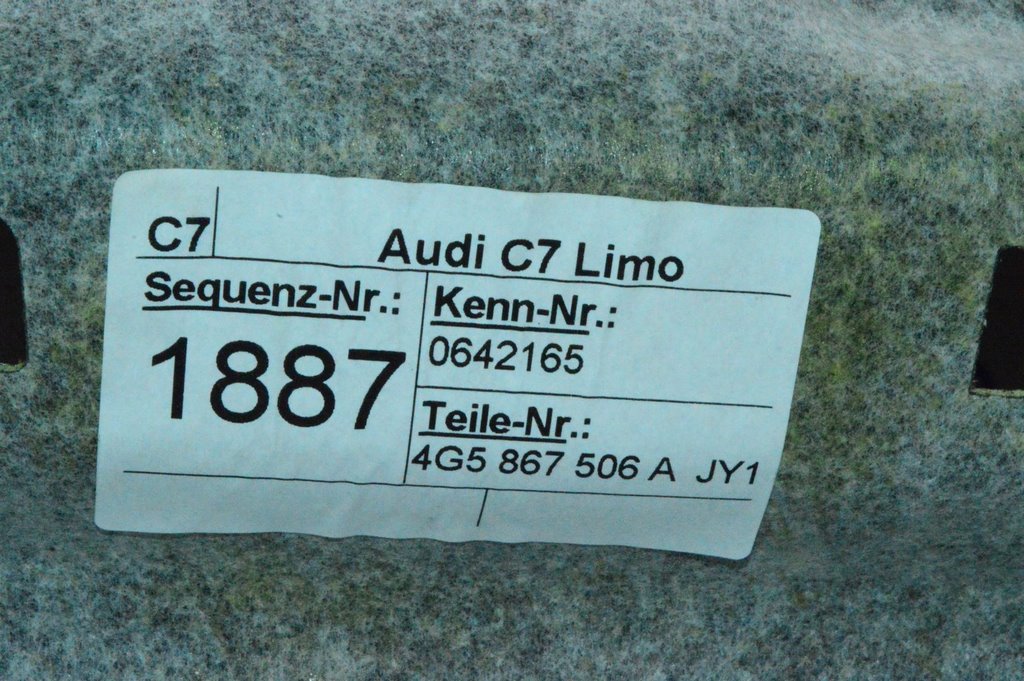 C7
Audi C7 Limo
Sequenz-Nr.:
1887
Kenn-Nr.:
0642165
Teile-Nr.:
4G5 867 506 A JY1